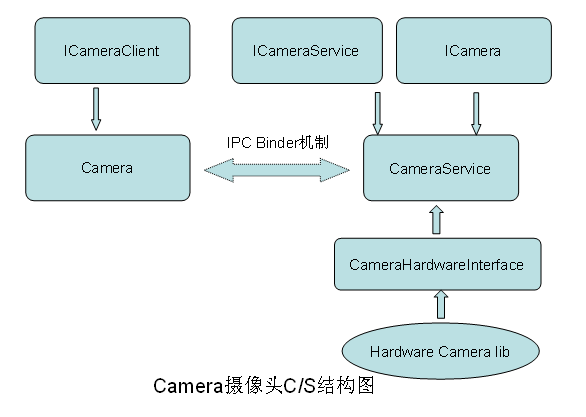 ICameraClient
ICameraService
ICamera
IPC Binder机制
Camera
CameraService
CameraHardwareInterface
Hardware Camera lib
Camera摄像头C/S结构图